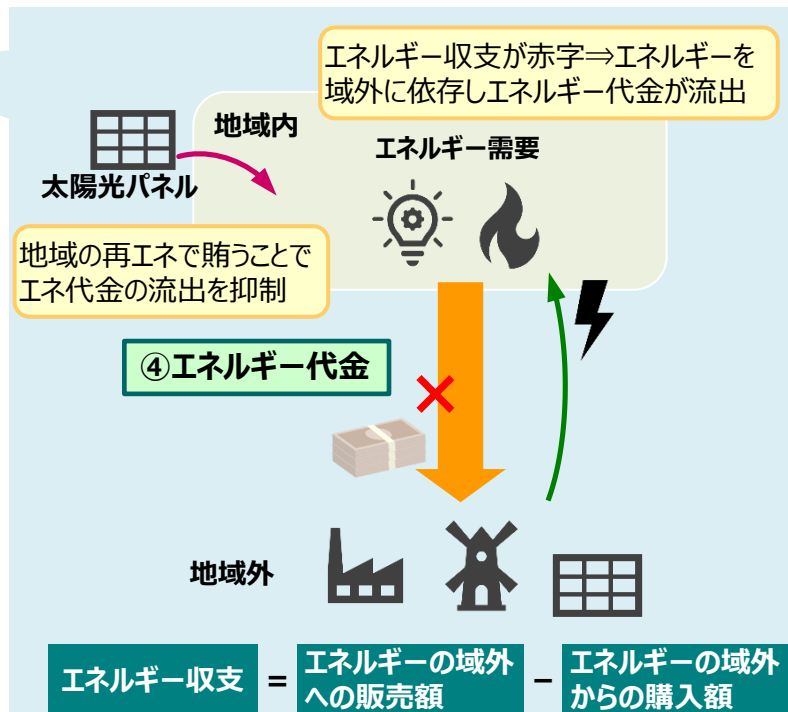 エネルギー収支が赤字⇒エネルギーを
域外に依存しエネルギー代金が流出
地域内
エネルギー需要
太陽光パネル
地域の再エネで賄うことで
エネ代金の流出を抑制
④エネルギー代金
地域外
エネルギー収支 = エネルギーの域外
への販売額 − エネルギーの域外
からの購入額